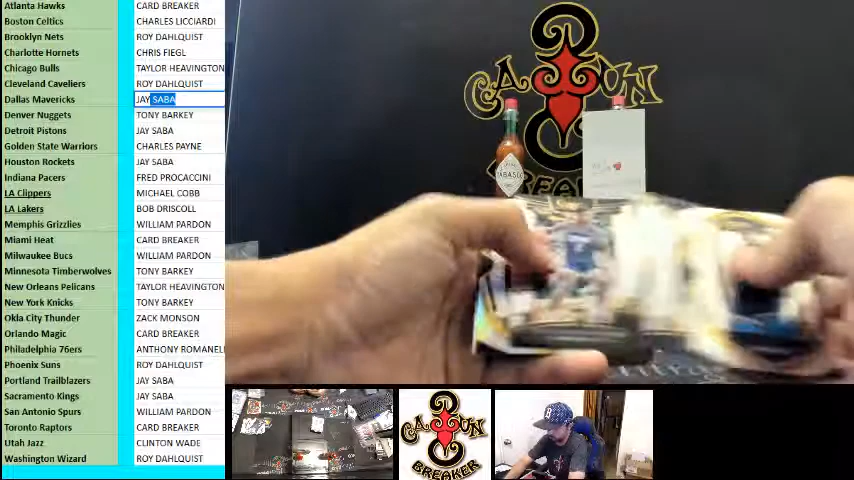 Atlanta Hawks CARD BREAKER
Boston Celtics CHARLES LICCIARDI
Brooklyn Nets ROY DAHLQUIST
Charlotte Hornets CHRIS FIEGL
Chicago Bulls TAYLOR HEAVINGTON
Cleveland Caveliers ROY DAHLQUIST
Dallas Mavericks JAY SABA
Denver Nuggets TONY BARKEY
Detroit Pistons JAY SABA
Golden State Warriors CHARLES PAYNE
Houston Rockets JAY SABA
Indiana Pacers FRED PROCACCINI
LA Clippers MICHAEL COBB
LA Lakers BOB DRISCOLL
Memphis Grizzlies WILLIAM PARDON
Miami Heat CARD BREAKER
Milwaukee Bucs WILLIAM PARDON
Minnesota Timberwolves TONY BARKEY
New Orleans Pelicans TAYLOR HEAVINGTON
New York Knicks TONY BARKEY
Okla City Thunder ZACK MONSON
Orlando Magic CARD BREAKER
Philadelphia 76ers ANTHONY ROMANEL
Phoenix Suns ROY DAHLQUIST
Portland Trailblazers JAY SABA
Sacramento Kings JAY SABA
San Antonio Spurs WILLIAM PARDON
Toronto Raptors CARD BREAKER
Utah Jazz CLINTON WADE
Washington Wizard ROY DAHLQUIST
CAJUN
BREA
TABASCO
CAJUN
BREAKER